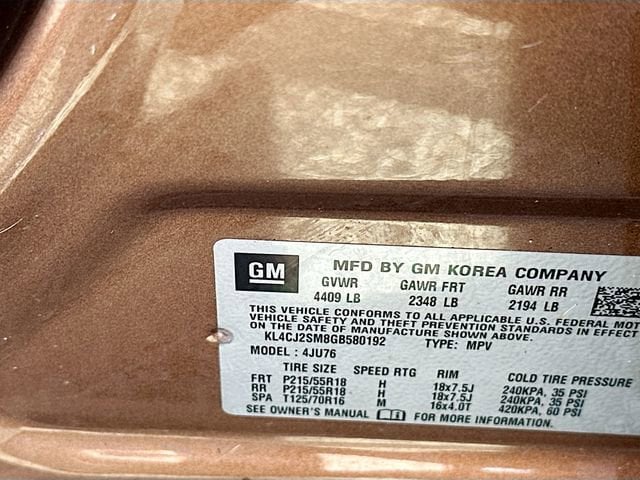 GM
MFD BY GM KOREA COMPANY
GVWR GAWR FRT GAWR RR
4409 LB 2348 LB 2194 LB
THIS VEHICLE CONFORMS TO ALL APPLICABLE U.S. FEDERAL MOT
VEHICLE SAFETY AND THEFT PREVENTION STANDARDS IN EFFECT
DATE OF MANUFACTURE SHOWN ABOVE.
KL4CJ2SM8GB580192 TYPE: MPV
MODEL : 4JU76
TIRE SIZE SPEED RTG RIM COLD TIRE PRESSURE
FRT P215/55R18 H 18x7.5J 240KPA, 35 PSI
RR P215/55R18 H 18x7.5J 240KPA, 35 PSI
SPA T125/70R16 M 16x4.0T 420KPA, 60 PSI
SEE OWNER'S MANUAL FOR MORE INFORMATION.